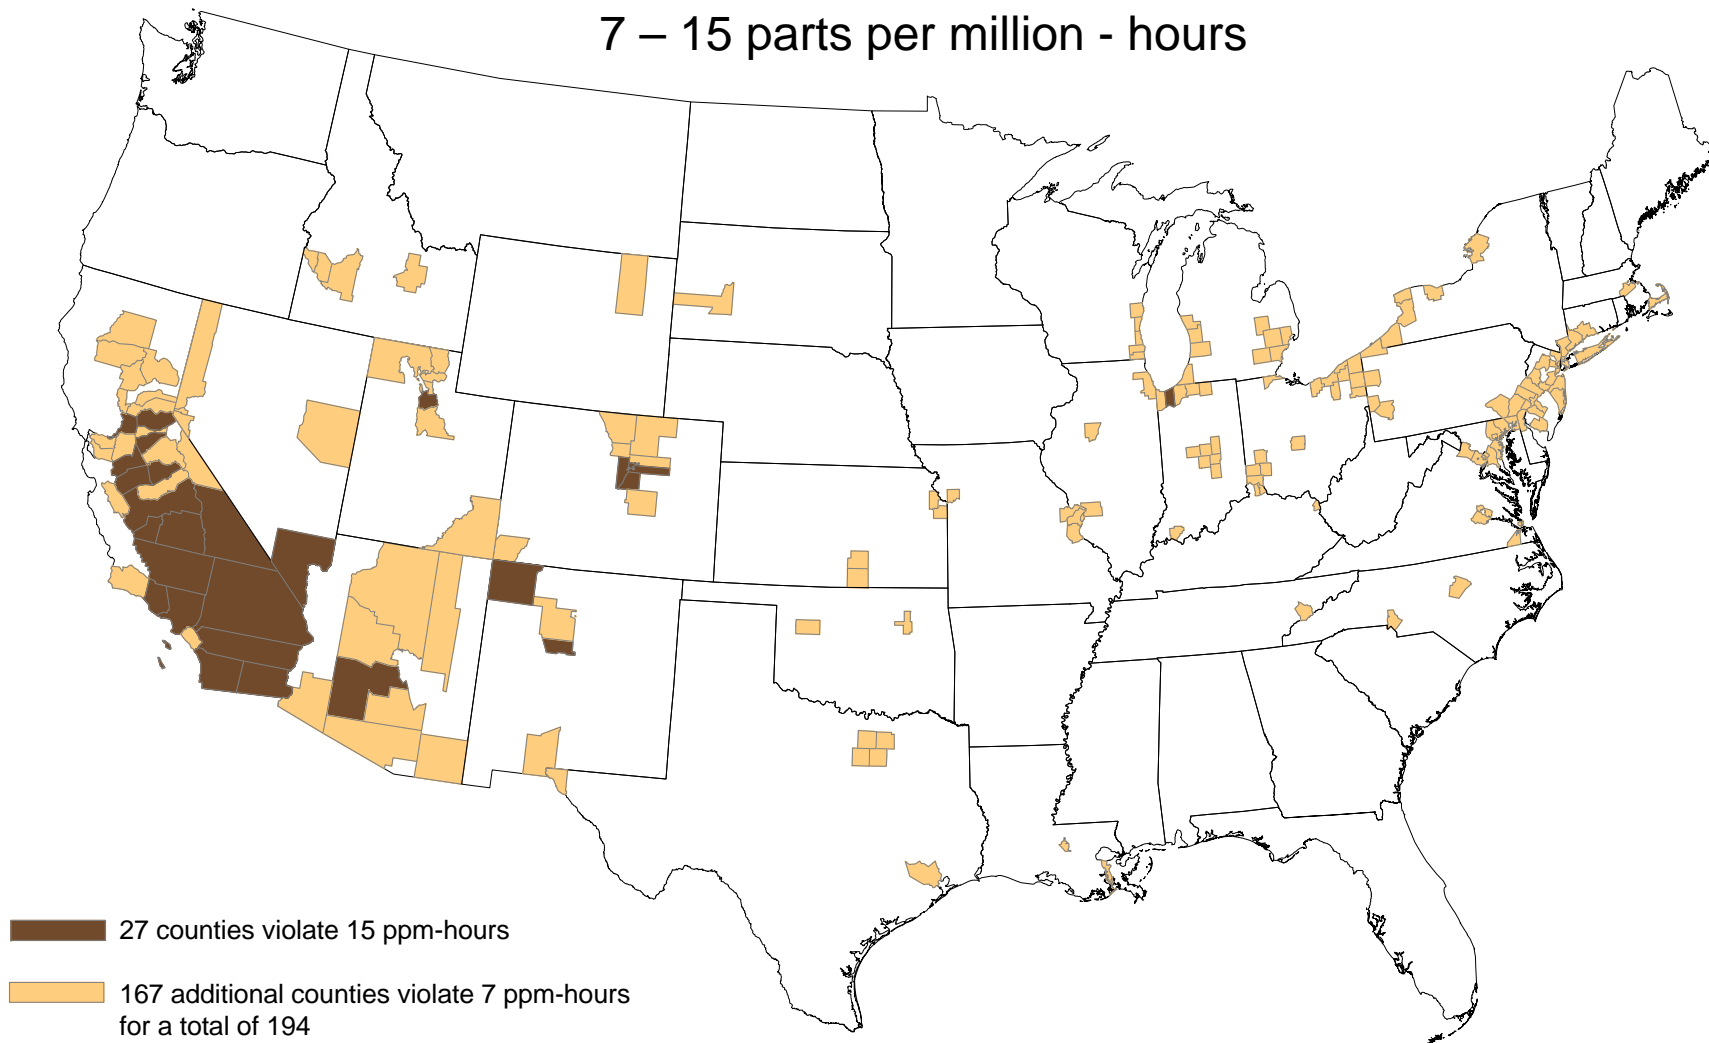 7 – 15 parts per million - hours
27 counties violate 15 ppm-hours
167 additional counties violate 7 ppm-hours
for a total of 194